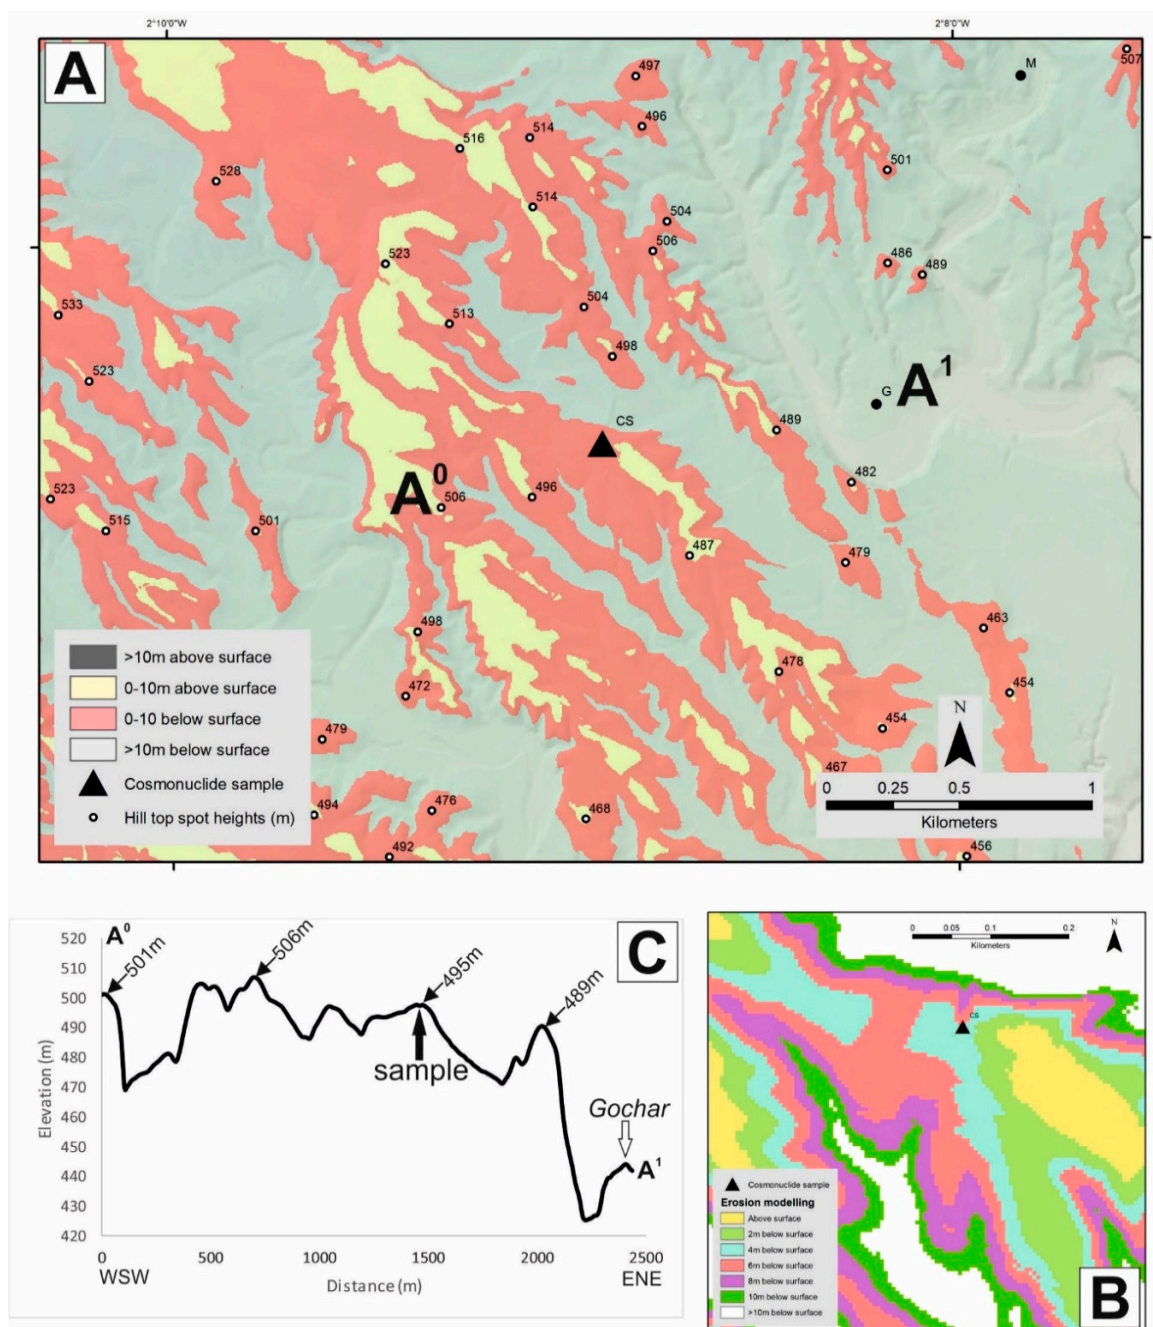 2°10'0"W
2°8'0"W
A
497
M
507
496
516
514
501
528
514
504
506
523
486
489
533
504
513
498
523
A1
G
CS
489
A0
482
523
506
496
515
501
487
479
498
463
478
472
454
454
479
467
494
476
468
492
456
>10m above surface
0-10m above surface
0-10 below surface
>10m below surface
Cosmonuclide sample
Hill top spot heights (m)
N
0 0.25 0.5 1
Kilometers
C
A0
501m
506m
495m
489m
sample
Gochar
A1
520
510
500
490
480
470
460
450
440
430
420
Elevation (m)
0 500 1000 1500 2000 2500
WSW
ENE
Distance (m)
0 0.05 0.1 0.2
Kilometers
N
CS
Cosmonuclide sample
Erosion modelling
Above surface
2m below surface
4m below surface
6m below surface
8m below surface
10m below surface
>10m below surface
B